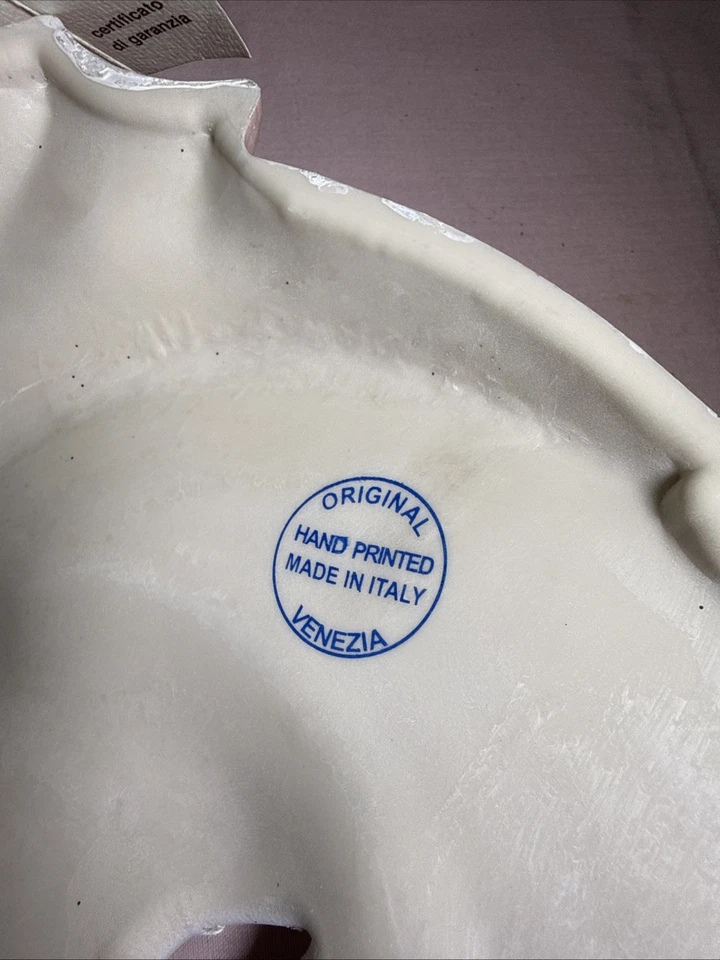 certificato
di garanzia
ORIGINAL
HAND PRINTED
MADE IN ITALY
VENEZIA